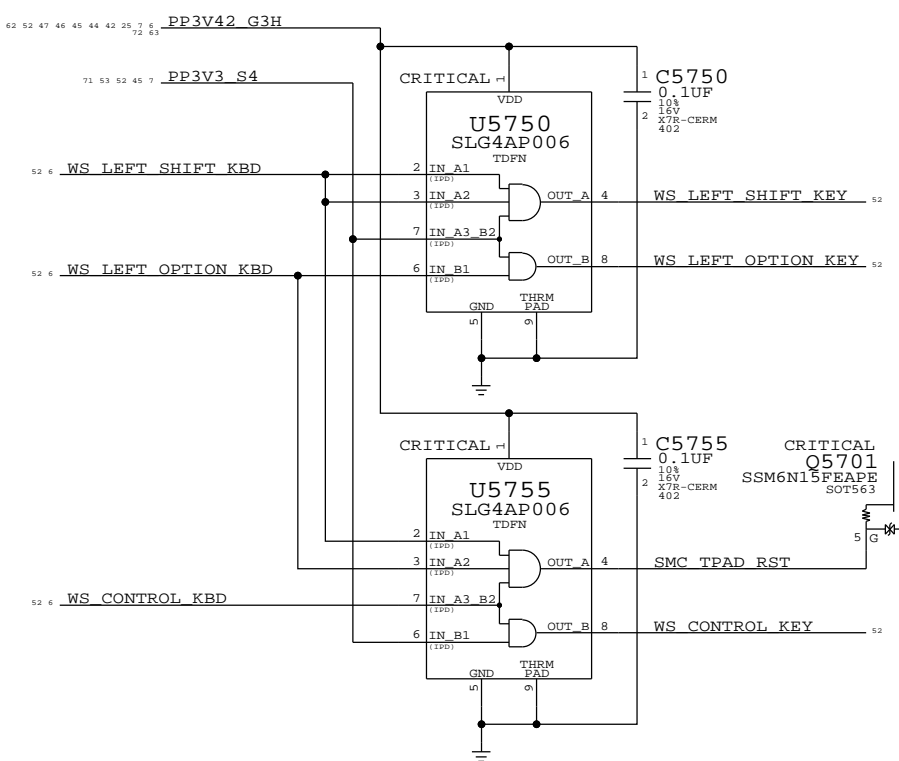 62 52 47 46 45 44 42 25 7 6 PP3V42_G3H
72 63
71 53 52 45 7 PP3V3_S4
CRITICAL 1
VDD
U5750
SLG4AP006
TDFN
1 C5750
0.1UF
10%
16V
2 X7R-CERM
402
52 6 WS_LEFT_SHIFT_KBD
2 IN_A1
(IPD)
3 IN_A2
(IPD)
OUT_A 4 WS_LEFT_SHIFT_KEY 52
7 IN_A3_B2
(IPD)
52 6 WS_LEFT_OPTION_KBD
6 IN_B1
(IPD)
OUT_B 8 WS_LEFT_OPTION_KEY 52
GND
THRM
PAD
5
9
CRITICAL 1
VDD
U5755
SLG4AP006
TDFN
1 C5755
0.1UF
10%
16V
2 X7R-CERM
402
CRITICAL
Q5701
SSM6N15FEAPE
SOT563
5 G
2 IN_A1
(IPD)
3 IN_A2
(IPD)
OUT_A 4 SMC_TPAD_RST
52 6 WS_CONTROL_KBD
7 IN_A3_B2
(IPD)
6 IN_B1
(IPD)
OUT_B 8 WS_CONTROL_KEY 52
GND
THRM
PAD
5
9